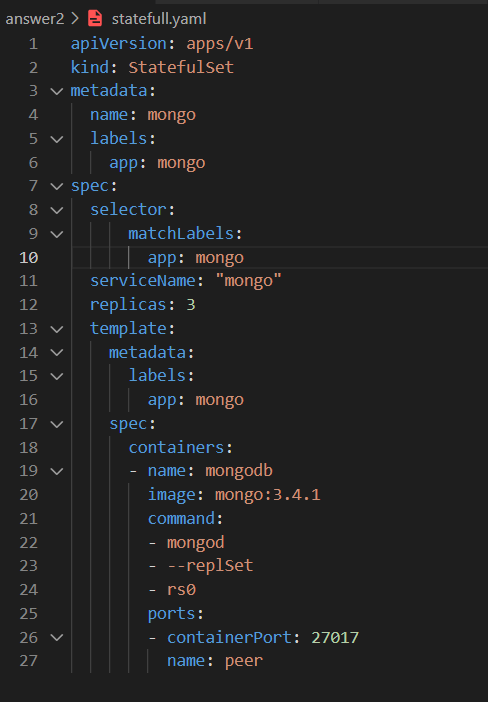 answer2 > statefull.yaml
1 apiVersion: apps/v1
2 kind: StatefulSet
3 metadata:
4   name: mongo
5   labels:
6     app: mongo
7 spec:
8   selector:
9       matchLabels:
10         app: mongo
11   serviceName: "mongo"
12   replicas: 3
13   template:
14     metadata:
15       labels:
16         app: mongo
17     spec:
18       containers:
19       - name: mongodb
20         image: mongo:3.4.1
21         command:
22         - mongod
23         - --replSet
24         - rs0
25         ports:
26         - containerPort: 27017
27           name: peer